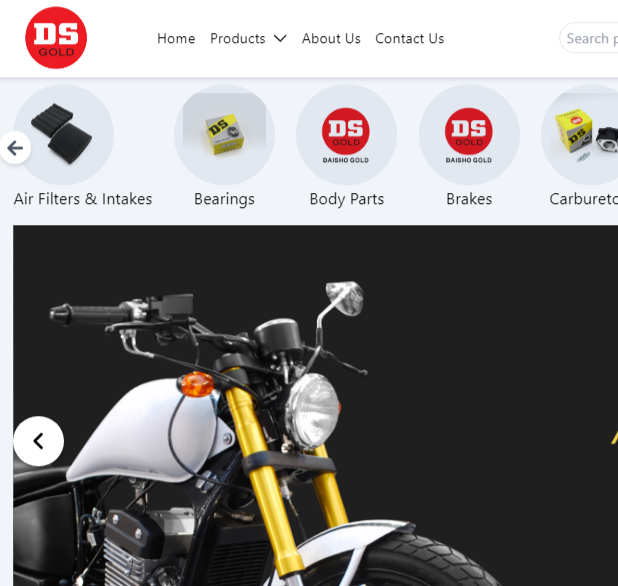 DS
GOLD
Home Products About Us Contact Us
Search p
DS
DS
GOLD
DAISHO GOLD
DS
GOLD
DAISHO GOLD
Air Filters & Intakes Bearings Body Parts Brakes Carbureto